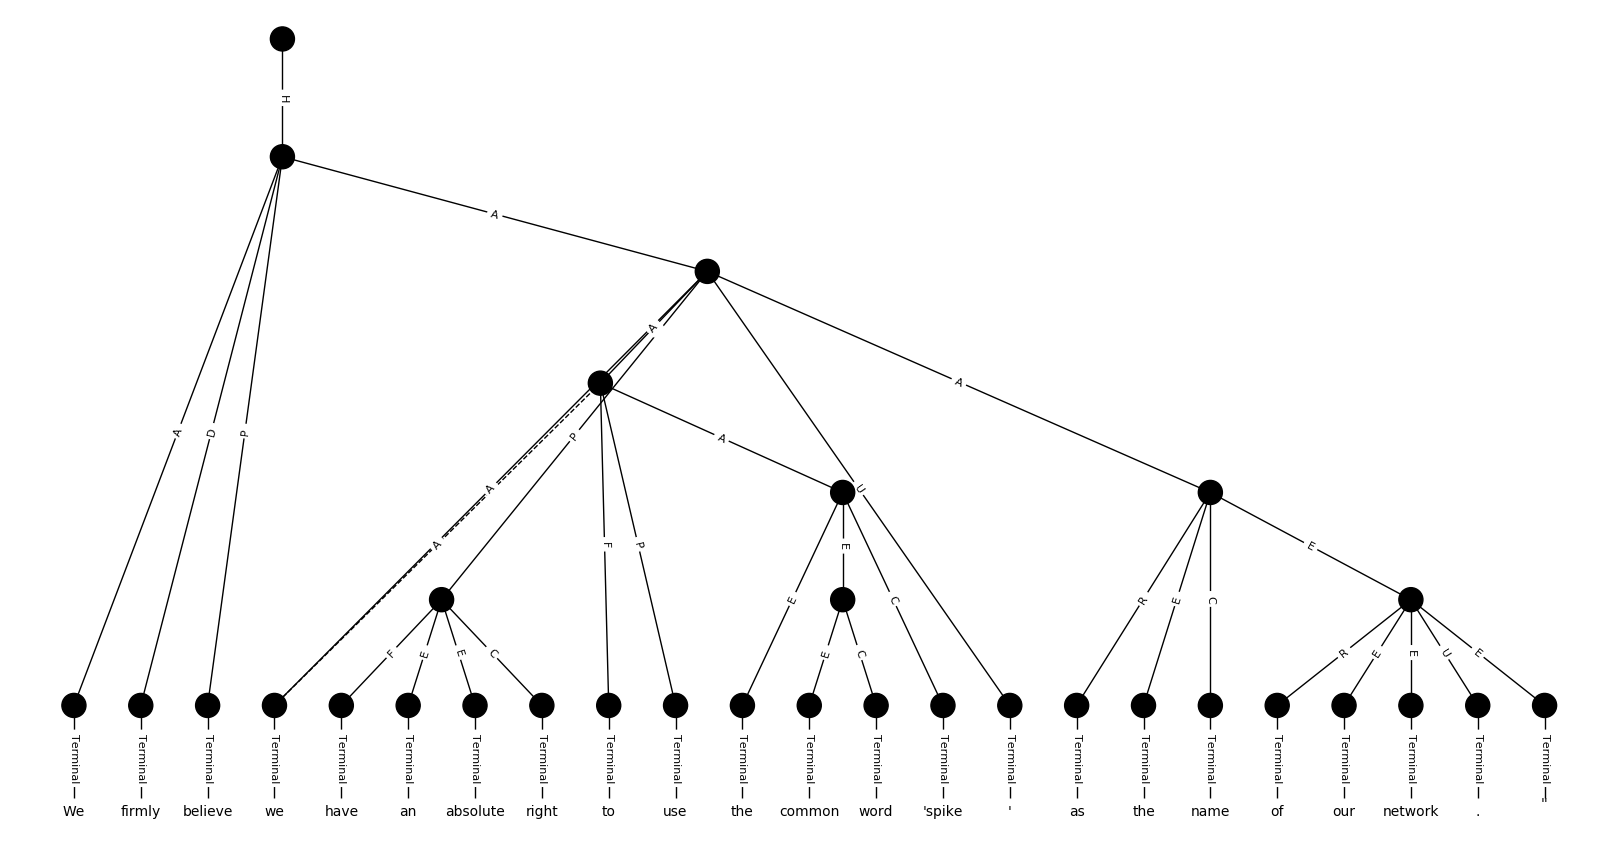 H
A
A
A
P
A
D
P
A
A
U
A
A
F
P
E
E
F
E
E
C
E
C
R
E
C
E
C
R
E
E
U
E
Terminal Terminal Terminal Terminal Terminal Terminal Terminal Terminal Terminal Terminal Terminal Terminal Terminal Terminal Terminal Terminal Terminal Terminal Terminal Terminal Terminal Terminal Terminal
We firmly believe we have an absolute right to use the common word 'spike ' as the name of our network . "